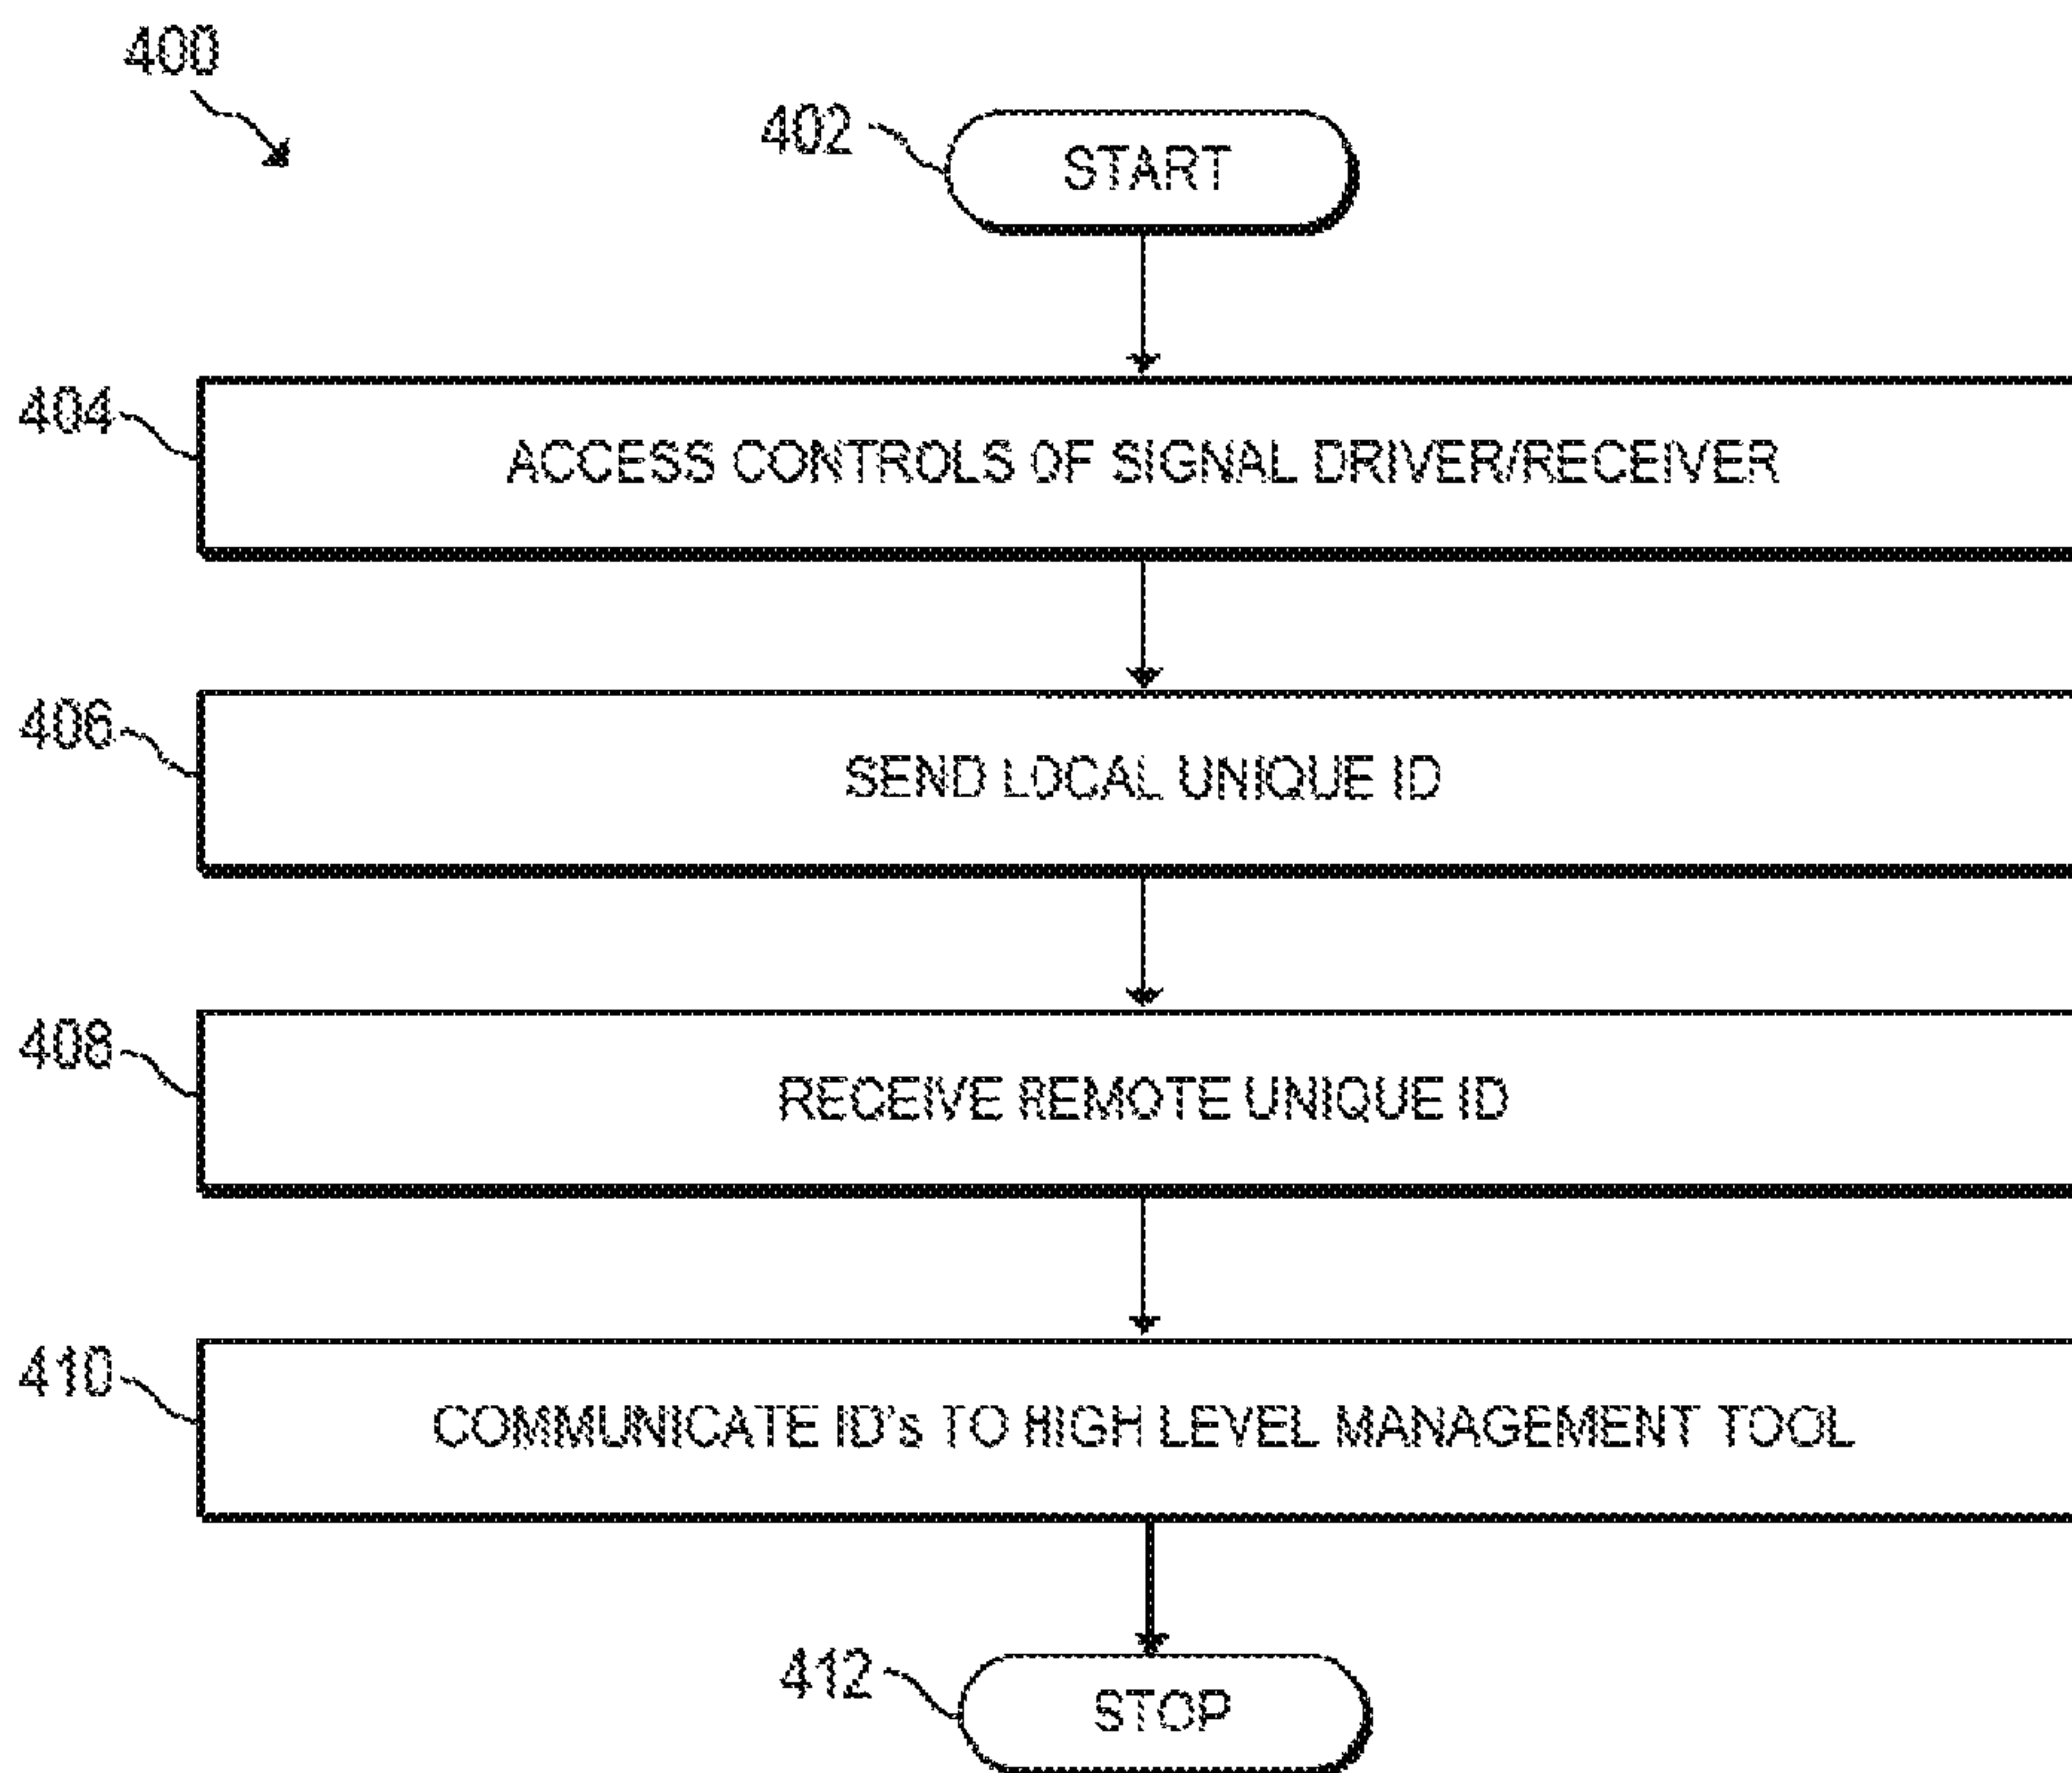 400
402
START
404
ACCESS CONTROLS OF SIGNAL DRIVER/RECEIVER
406
SEND LOCAL UNIQUE ID
408
RECEIVE REMOTE UNIQUE ID
410
COMMUNICATE ID's TO HIGH LEVEL MANAGEMENT TOOL
412
STOP